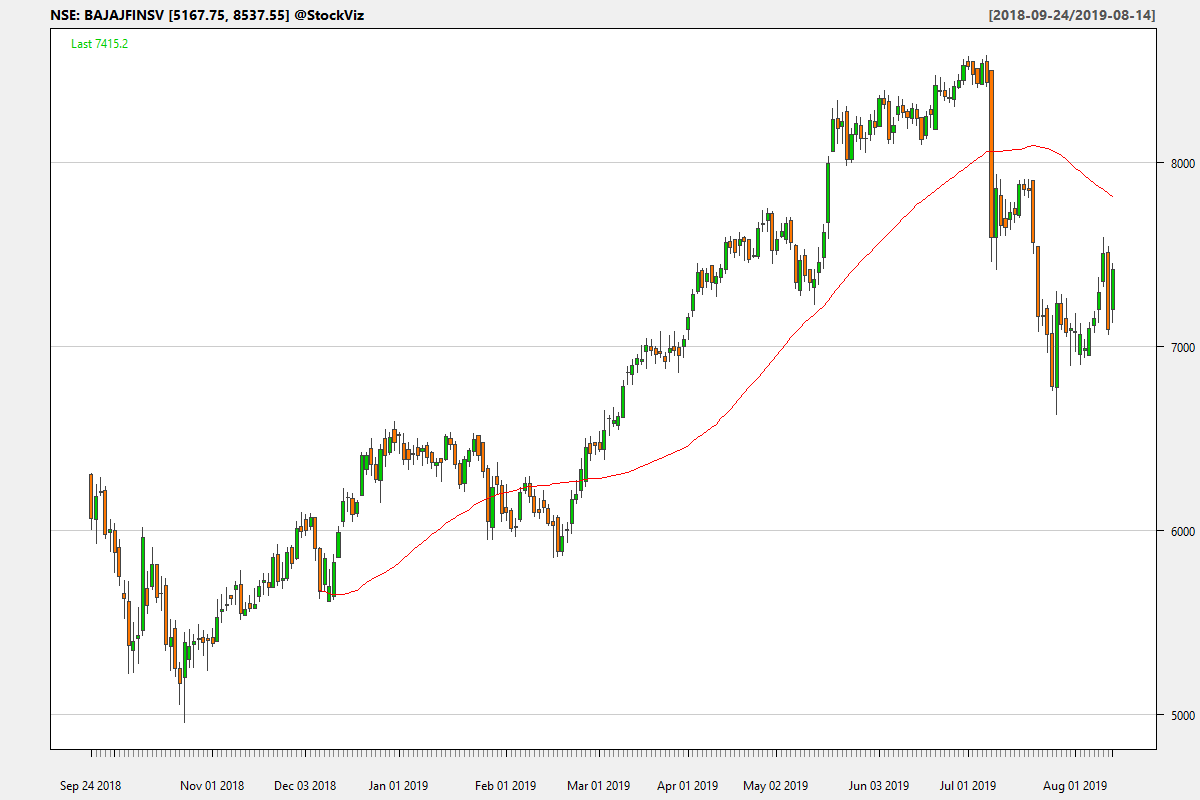 NSE: BAJAJFINSV [5167.75, 8537.55] @StockViz [2018-09-24/2019-08-14]
Last 7415.2
8000
7000
6000
5000
Sep 24 2018 Nov 01 2018 Dec 03 2018 Jan 01 2019 Feb 01 2019 Mar 01 2019 Apr 01 2019 May 02 2019 Jun 03 2019 Jul 01 2019 Aug 01 2019